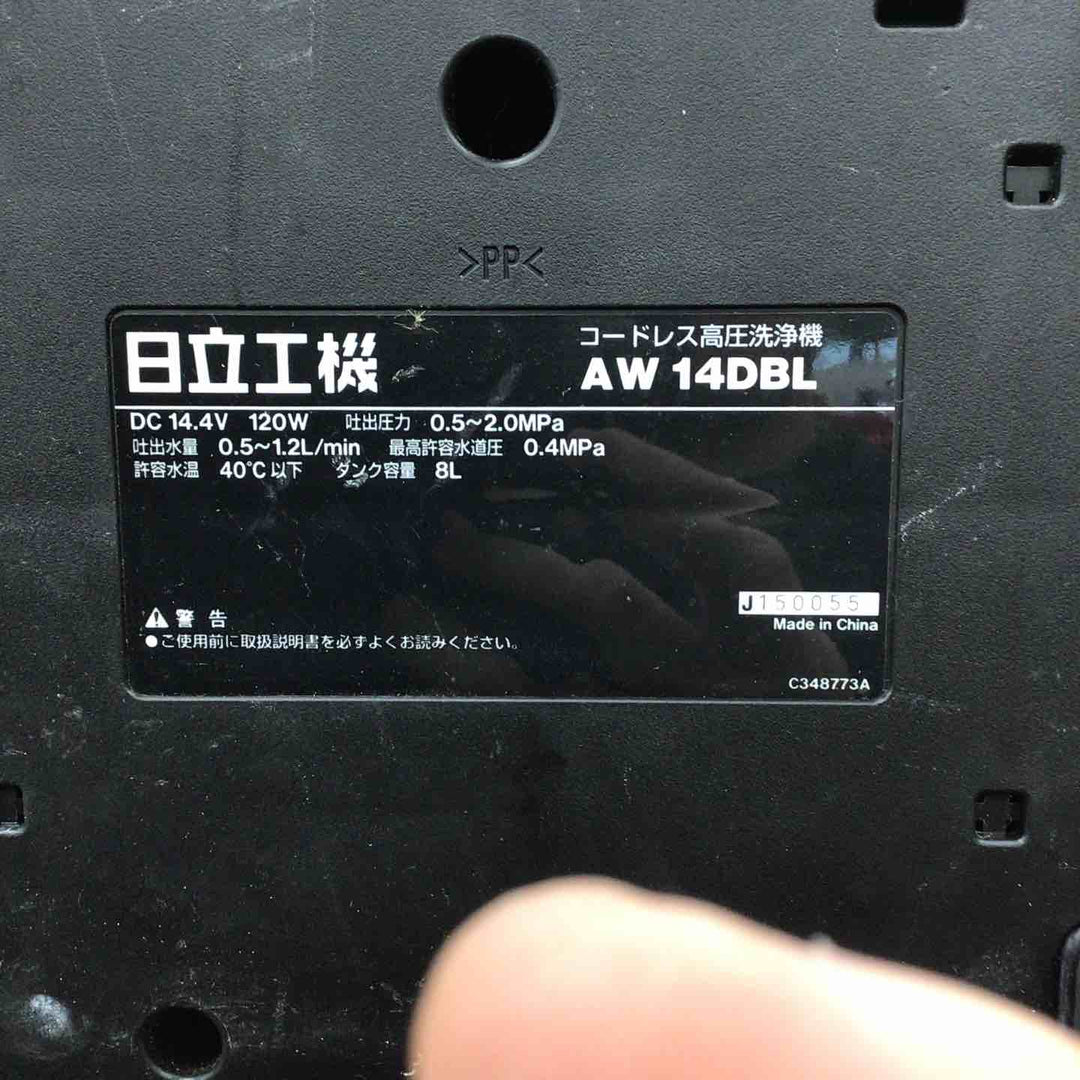 >PP<
日立工機
コードレス高圧洗浄機
AW 14DBL
DC 14.4V 120W 吐出圧力 0.5~2.0MPa
吐出水量 0.5~1.2L/min 最高許容水道圧 0.4MPa
許容水温 40℃以下 タンク容量 8L
⚠警告
●ご使用前に取扱説明書を必ずよくお読みください。
J150055
Made in China
C348773A